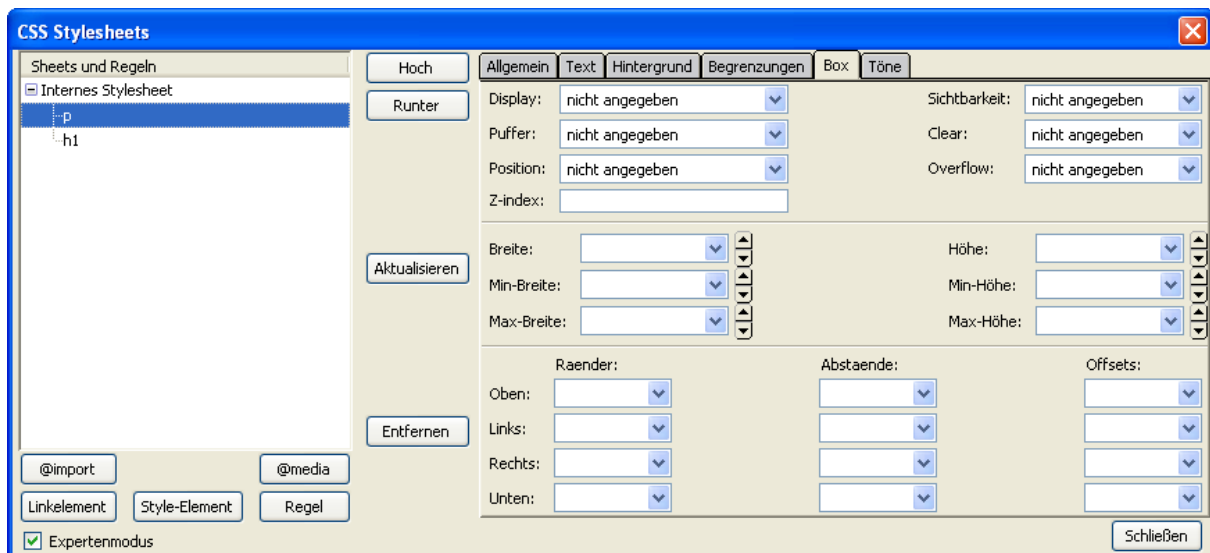 CSS Stylesheets
Sheets und Regeln
Internes Stylesheet
p
h1
Hoch
Runter
Aktualisieren
Entfernen
@import
@media
Linkelement
Style-Element
Regel
Expertenmodus
Allgemein Text Hintergrund Begrenzungen Box Töne
Display: nicht angegeben Sichtbarkeit: nicht angegeben
Puffer: nicht angegeben Clear: nicht angegeben
Position: nicht angegeben Overflow: nicht angegeben
Z-index:
Breite: Höhe:
Min-Breite: Min-Höhe:
Max-Breite: Max-Höhe:
Raender: Abstaende: Offsets:
Oben:
Links:
Rechts:
Unten:
Schließen